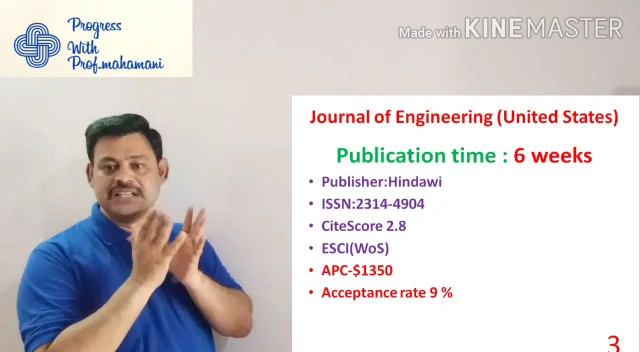 Progress
With
Prof.mahamani
Made with KINEMASTER
Journal of Engineering (United States)
Publication time : 6 weeks
• Publisher:Hindawi
• ISSN:2314-4904
• CiteScore 2.8
• ESCI(WoS)
• APC-$1350
• Acceptance rate 9 %
3